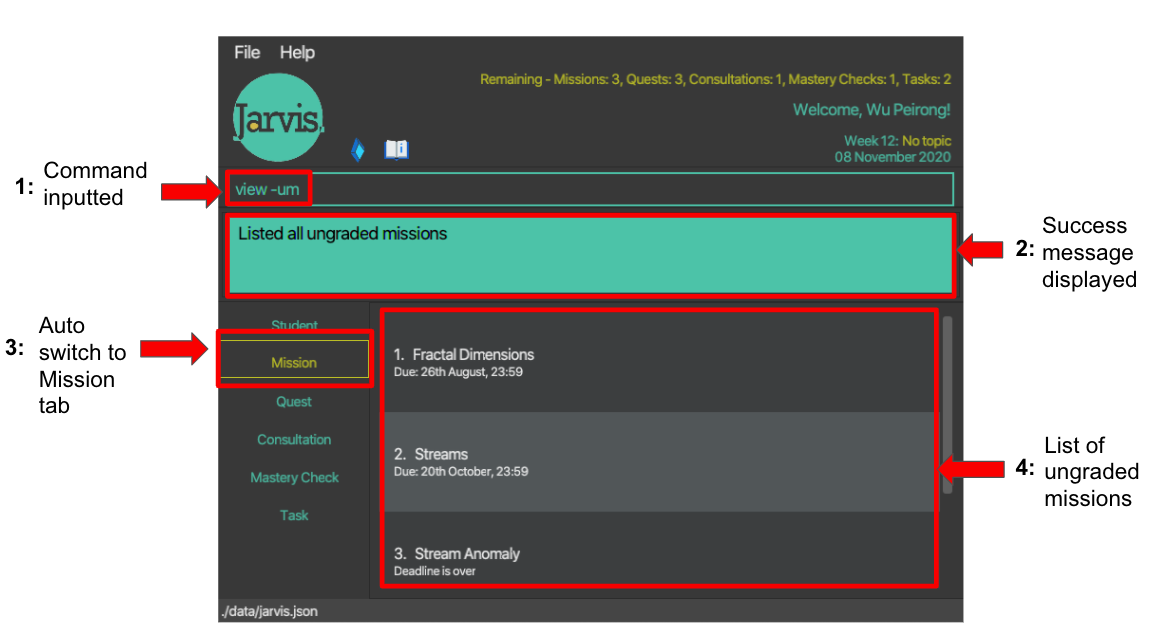 File Help
Remaining - Missions: 3, Quests: 3, Consultations: 1, Mastery Checks: 1, Tasks: 2
Jarvis.
Welcome, Wu Peirong!
Week 12: No topic
08 November 2020
1: Command
inputted
view -um
Listed all ungraded missions
2: Success
message
displayed
3: Auto
switch to
Mission
tab
Student
Mission
Quest
Consultation
Mastery Check
Task
1. Fractal Dimensions
Due: 26th August, 23:59
2. Streams
Due: 20th October, 23:59
3. Stream Anomaly
Deadline is over
4: List of
ungraded
missions
./data/jarvis.json